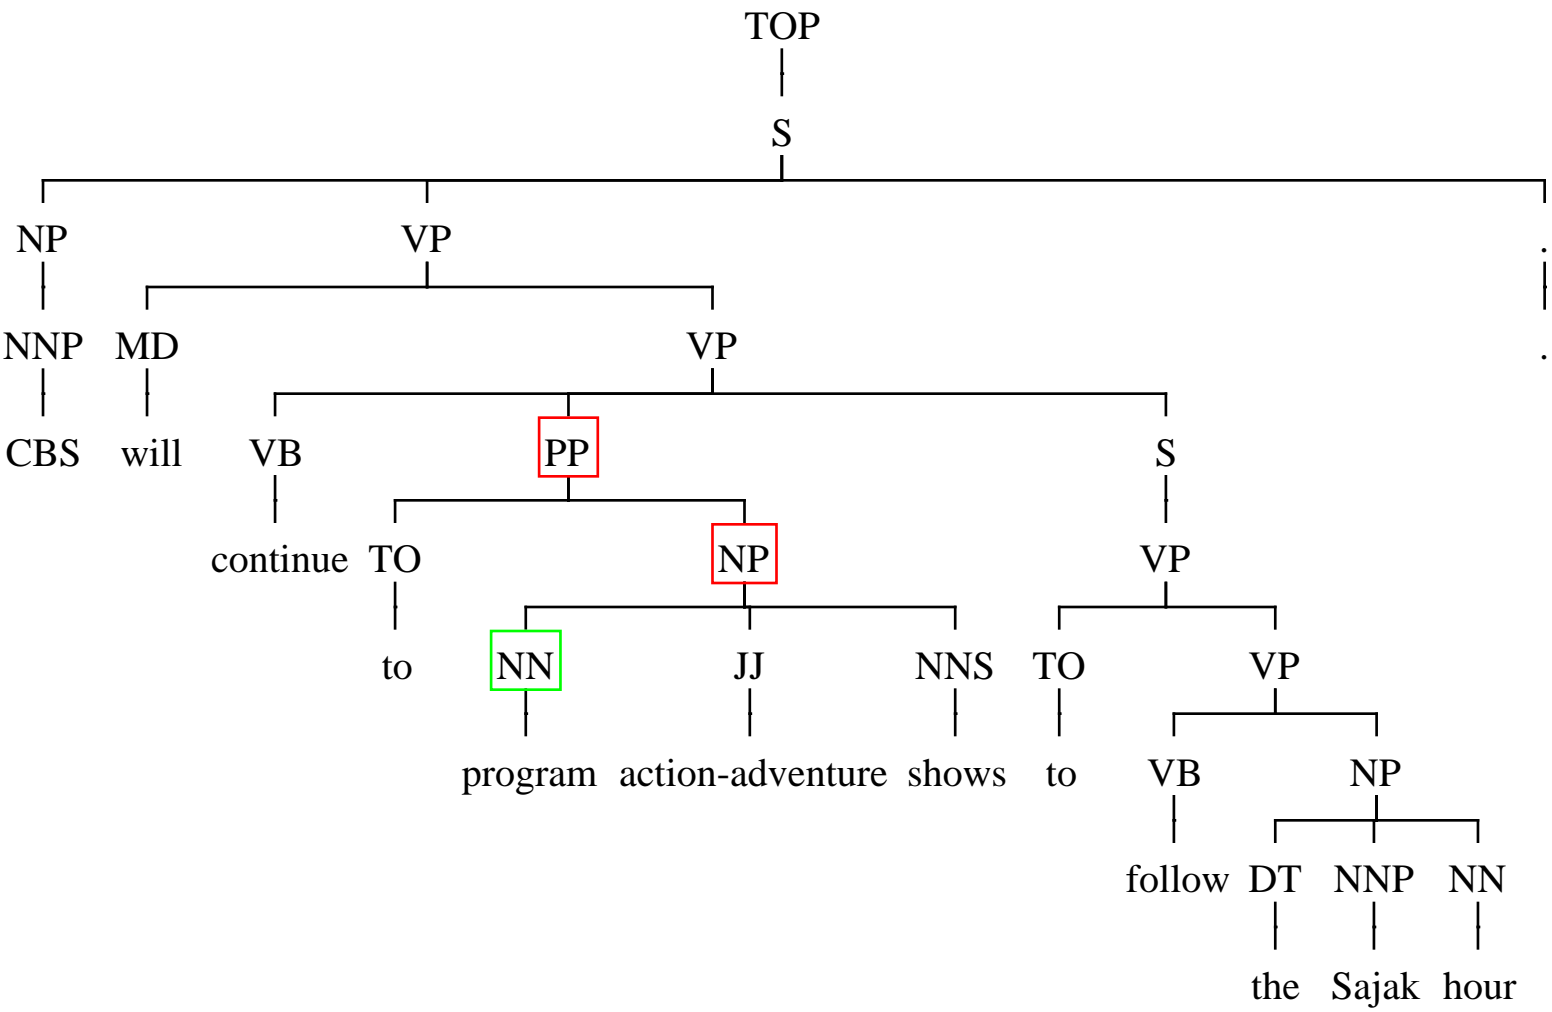 TOP
S
NP VP .
NNP MD VP .
CBS will VB PP S
continue TO NP VP
to NN JJ NNS TO VP
program action-adventure shows to VB NP
follow DT NNP NN
the Sajak hour